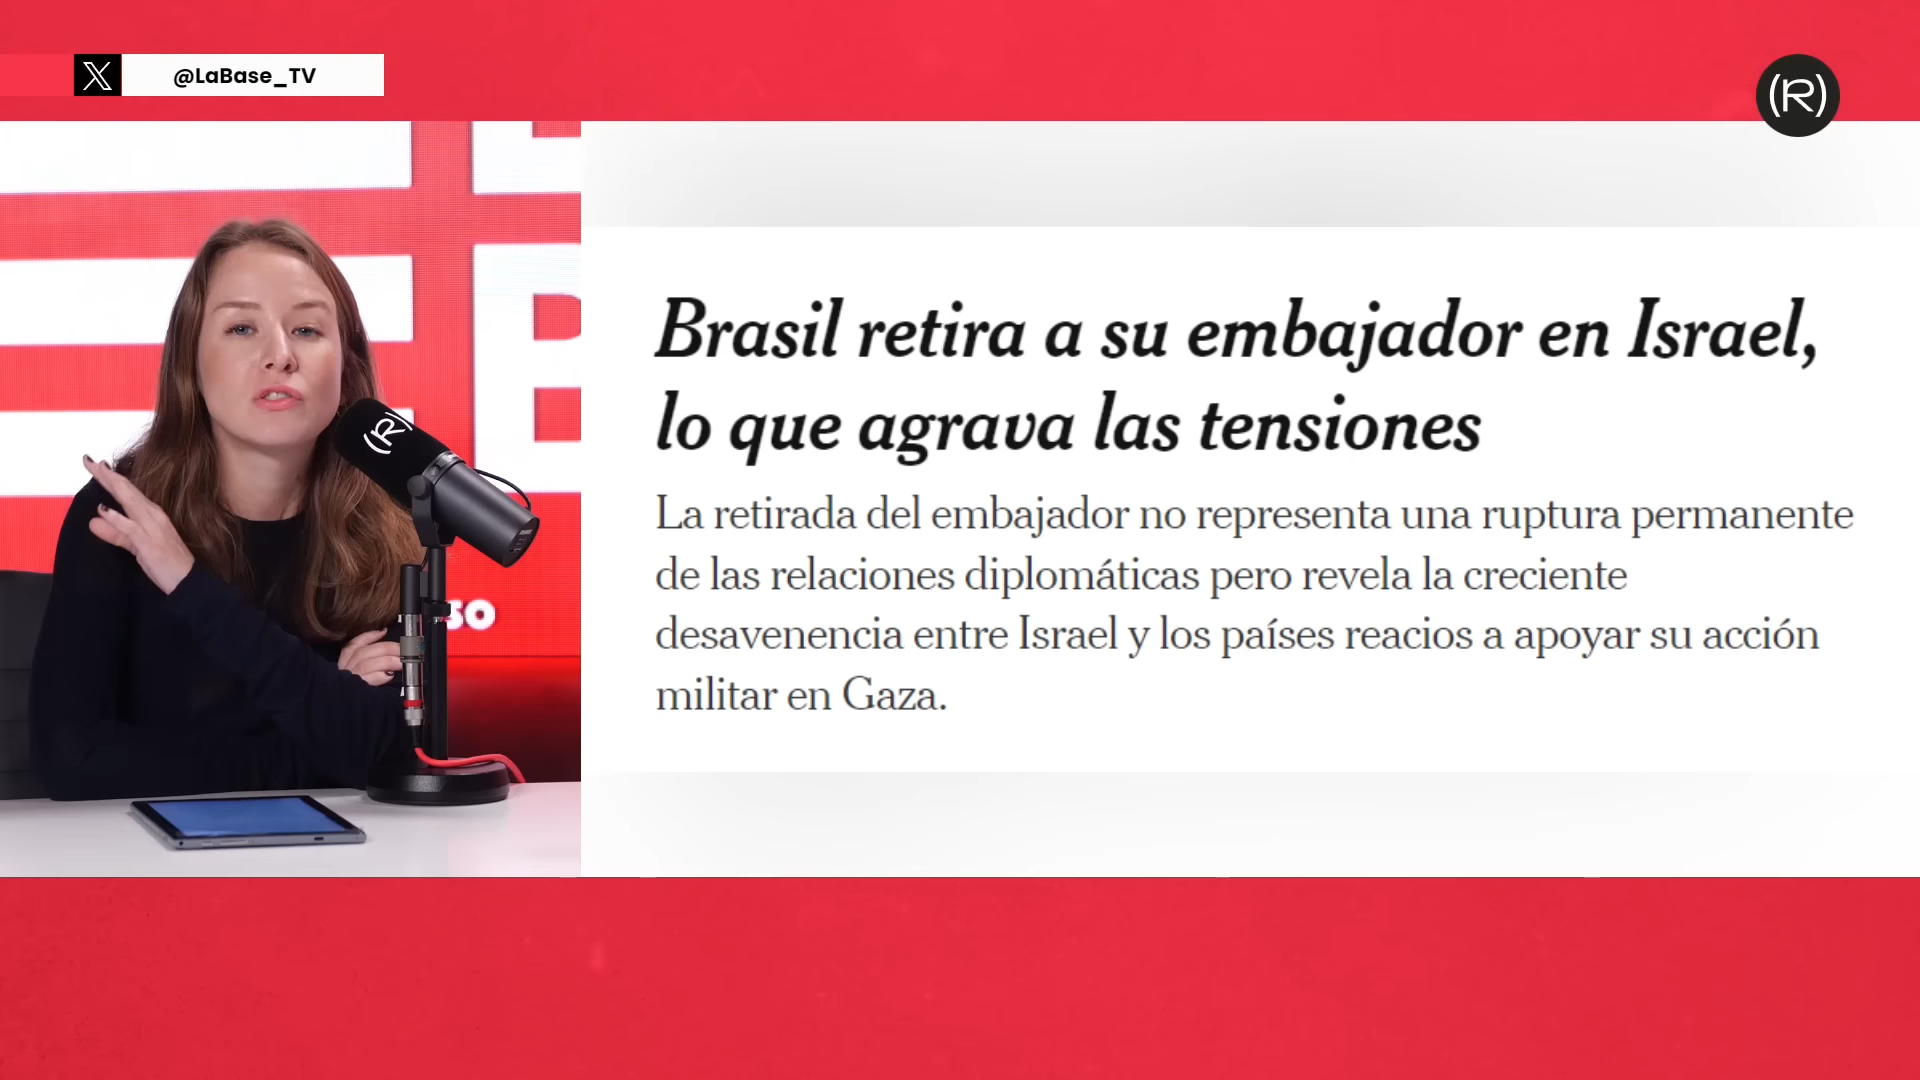 @LaBase_TV
(R)
Brasil retira a su embajador en Israel,
lo que agrava las tensiones
La retirada del embajador no representa una ruptura permanente
de las relaciones diplomáticas pero revela la creciente
desavenencia entre Israel y los países reacios a apoyar su acción
militar en Gaza.
(R)